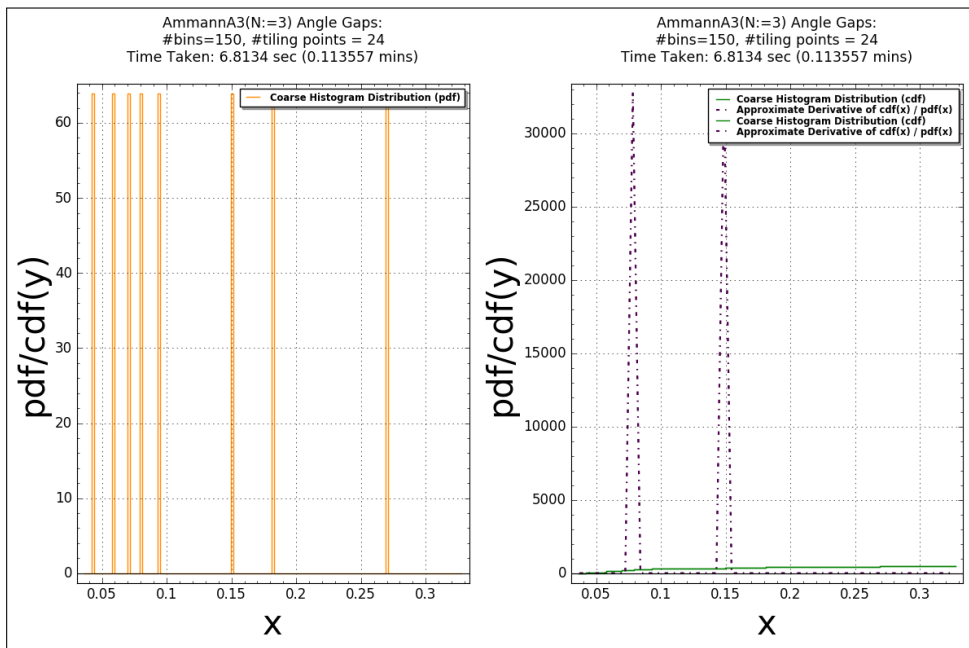 AmmannA3(N:=3) Angle Gaps:
#bins=150, #tiling points = 24
Time Taken: 6.8134 sec (0.113557 mins)
Coarse Histogram Distribution (pdf)
pdf/cdf(y)
60
50
40
30
20
10
0
0.05 0.1 0.15 0.2 0.25 0.3
x
AmmannA3(N:=3) Angle Gaps:
#bins=150, #tiling points = 24
Time Taken: 6.8134 sec (0.113557 mins)
Coarse Histogram Distribution (cdf)
Approximate Derivative of cdf(x) / pdf(x)
Coarse Histogram Distribution (cdf)
Approximate Derivative of cdf(x) / pdf(x)
pdf/cdf(y)
30000
25000
20000
15000
10000
5000
0
0.05 0.1 0.15 0.2 0.25 0.3
x